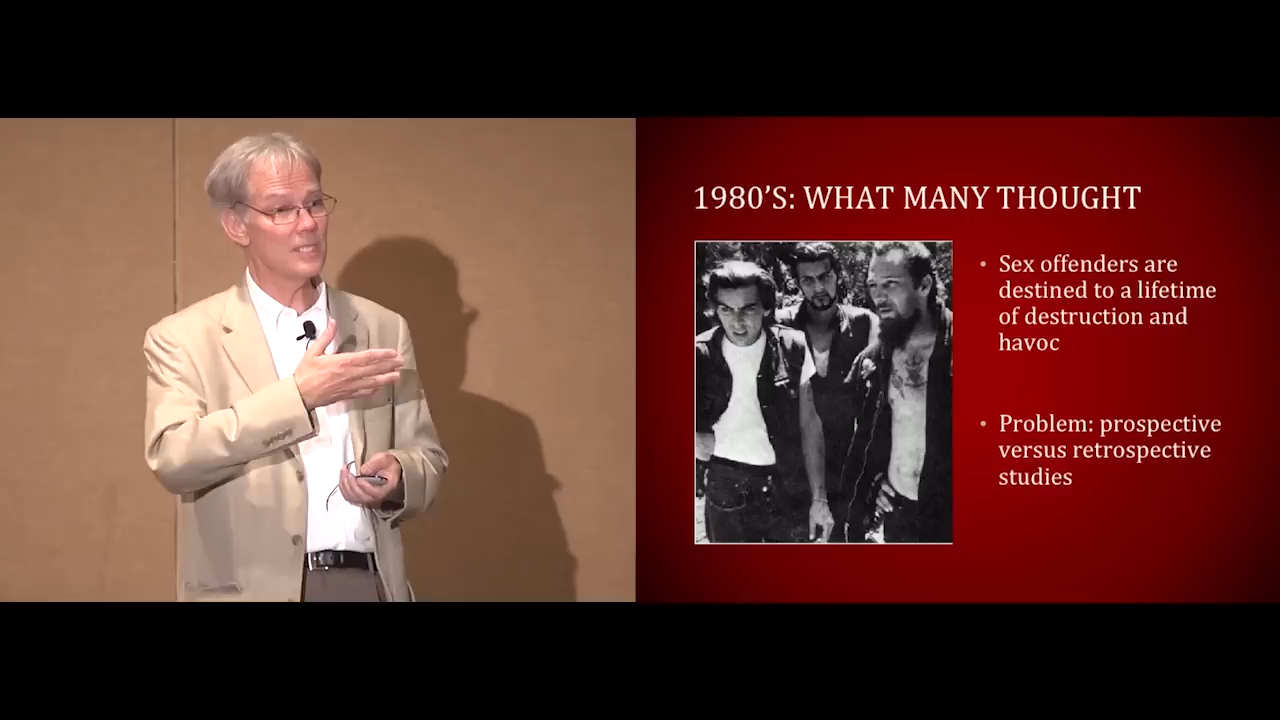 1980’S: WHAT MANY THOUGHT
• Sex offenders are
destined to a lifetime
of destruction and
havoc
• Problem: prospective
versus retrospective
studies